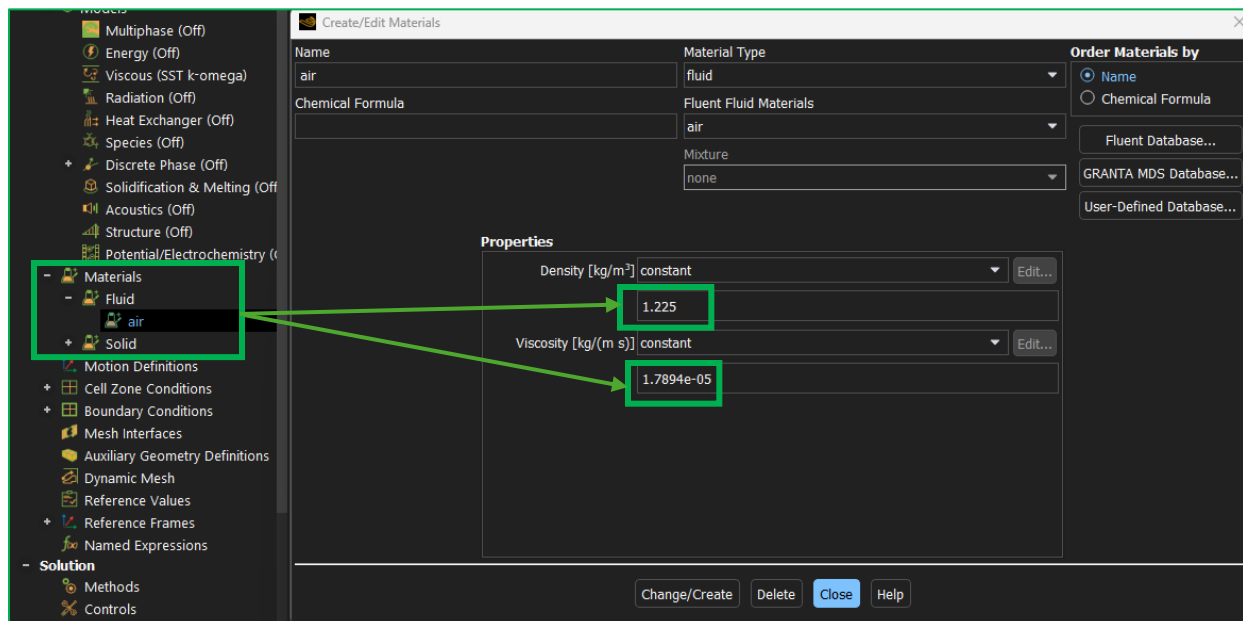 Models
Multiphase (Off)
Energy (Off)
Viscous (SST k-omega)
Radiation (Off)
Heat Exchanger (Off)
Species (Off)
+ Discrete Phase (Off)
Solidification & Melting (Off
Acoustics (Off)
Structure (Off)
Potential/Electrochemistry (
- Materials
- Fluid
air
+ Solid
Motion Definitions
+ Cell Zone Conditions
+ Boundary Conditions
Mesh Interfaces
Auxiliary Geometry Definitions
Dynamic Mesh
Reference Values
+ Reference Frames
fx Named Expressions
- Solution
Methods
Controls
Create/Edit Materials
Name
air
Chemical Formula
Material Type
fluid
Fluent Fluid Materials
air
Mixture
none
Order Materials by
Name
Chemical Formula
Fluent Database...
GRANTA MDS Database...
User-Defined Database...
Properties
Density [kg/m³] constant Edit...
1.225
Viscosity [kg/(m s)] constant Edit...
1.7894e-05
Change/Create Delete Close Help